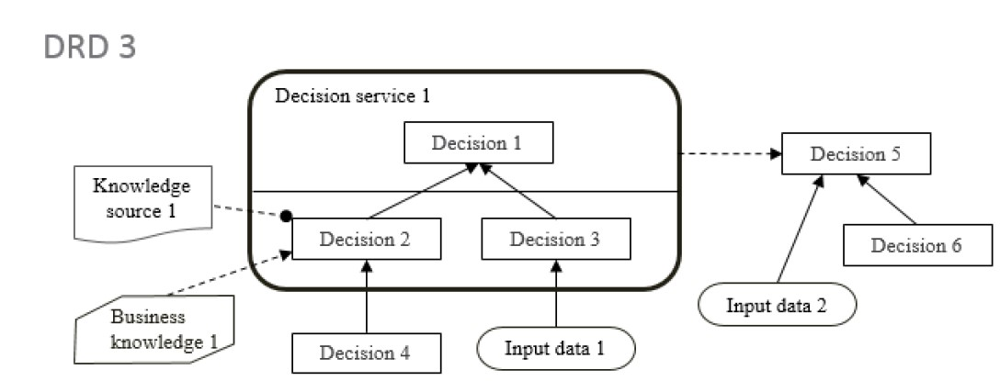 DRD 3
Decision service 1
Decision 1
Decision 5
Knowledge
source 1
Decision 2
Decision 3
Decision 6
Input data 2
Business
knowledge 1
Decision 4
Input data 1